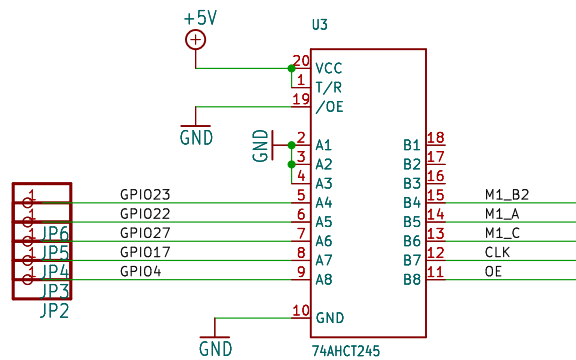 +5V
U3
20 VCC
1 T/R
19 /OE
GND
GND
2 A1 B1 18
3 A2 B2 17
4 A3 B3 16
1 GPIO23 5 A4 B4 15 M1_B2
1 GPIO22 6 A5 B5 14 M1_A
JP6
1 GPIO27 7 A6 B6 13 M1_C
JP5
1 GPIO17 8 A7 B7 12 CLK
JP4
1 GPIO4 9 A8 B8 11 OE
JP3
JP2
10 GND
GND
74AHCT245